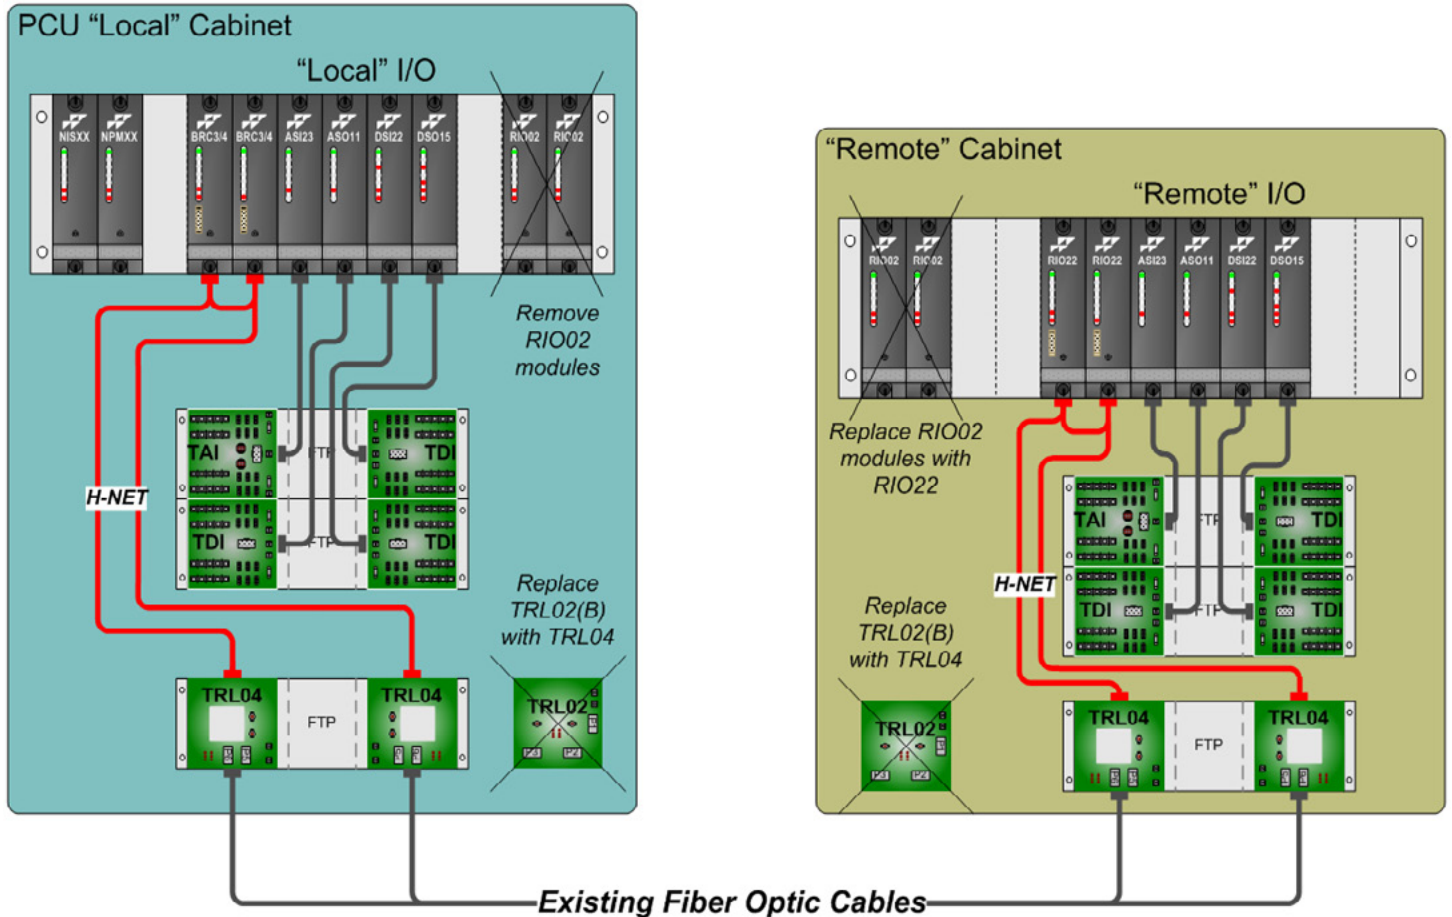 PCU “Local” Cabinet
“Local” I/O
NISXX
NPMXX
BRC3/4
BRC3/4
ASI23
ASO11
DSI22
DSO15
RIO02
RIO02
Remove
RIO02
modules
TAI
FTP
TDI
TDI
FTP
TDI
H-NET
Replace
TRL02(B)
with TRL04
TRL04
FTP
TRL04
TRL02
“Remote” Cabinet
“Remote” I/O
RIO02
RIO02
RIO22
RIO22
ASI23
ASO11
DSI22
DSO15
Replace RIO02
modules with
RIO22
TAI
FTP
TDI
TDI
FTP
TDI
H-NET
Replace
TRL02(B)
with TRL04
TRL04
FTP
TRL04
TRL02
Existing Fiber Optic Cables